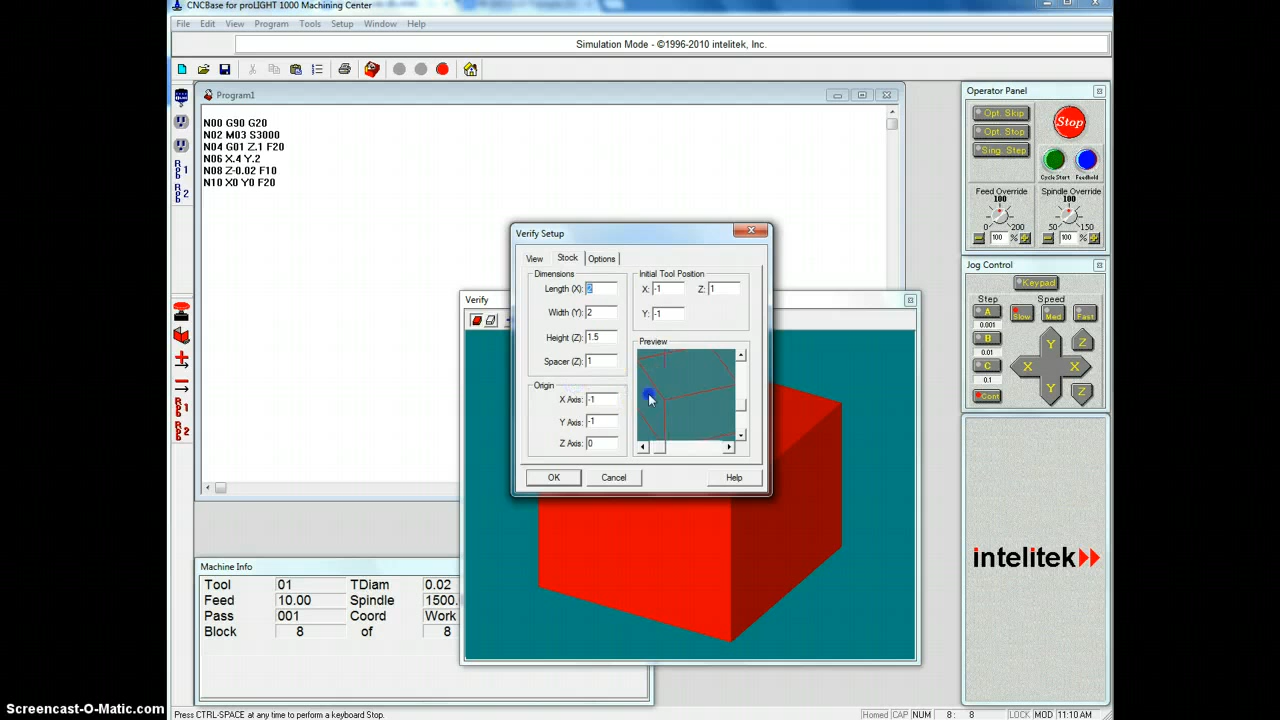 CNCBase for proLIGHT 1000 Machining Center
File Edit View Program Tools Setup Window Help
Simulation Mode - ©1996-2010 intelitek, Inc.
Program1
N00 G90 G20
N02 M03 S3000
N04 G01 Z.1 F20
N06 X.4 Y.2
N08 Z-0.02 F10
N10 X0 Y0 F20
R 1
R 2
R 1
R 2
Verify Setup
View Stock Options
Dimensions
Length (X): 2
Width (Y): 2
Height (Z): 1.5
Spacer (Z): 1
Origin
X Axis: -1
Y Axis: -1
Z Axis: 0
Initial Tool Position
X: -1 Z: 1
Y: -1
Preview
OK Cancel Help
Verify
Machine Info
Tool 01 TDiam 0.02
Feed 10.00 Spindle 1500.
Pass 001 Coord Work
Block 8 of 8
Operator Panel
Opt. Skip
Opt. Stop
Sing. Step
Stop
Cycle Start Feedhold
Feed Override Spindle Override
100 100
0 200 50 150
100 % 100 %
Jog Control
Keypad
Step Speed
A Slow Med Fast
0.001
B
0.01
C
0.1
Cont
Y Z
X X
Y Z
intelitek
Screencast-O-Matic.com
Press CTRL-SPACE at any time to perform a keyboard Stop.
Homed CAP NUM 8: 8 LOCK MOD 11:10 AM